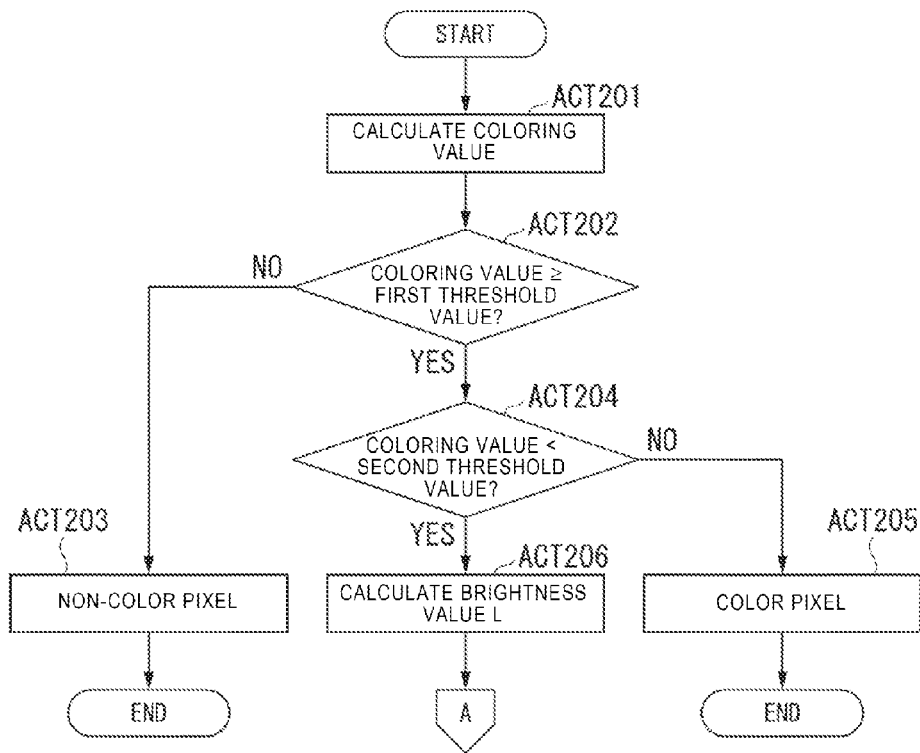 START
ACT201
CALCULATE COLORING
VALUE
ACT202
NO
COLORING VALUE ≥
FIRST THRESHOLD
VALUE?
YES
ACT204
NO
COLORING VALUE <
SECOND THRESHOLD
VALUE?
YES
ACT203
NON-COLOR PIXEL
ACT206
CALCULATE BRIGHTNESS
VALUE L
ACT205
COLOR PIXEL
END
A
END